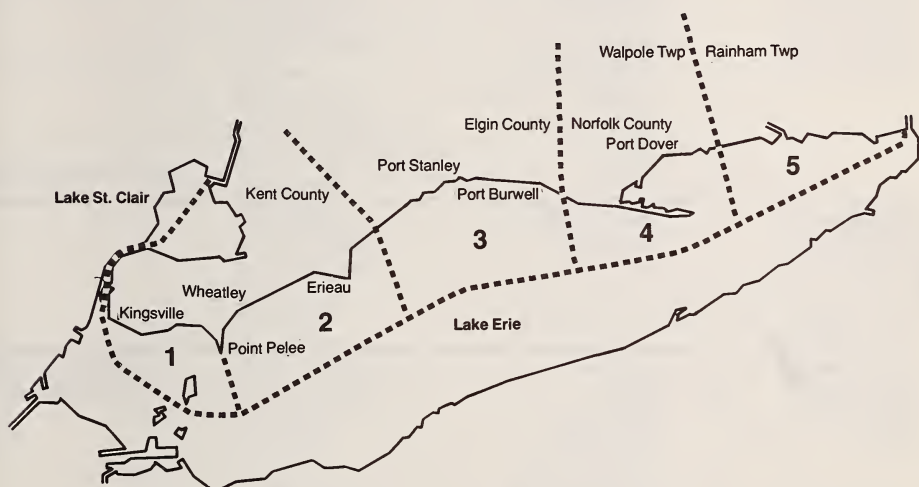 Walpole Twp
Rainham Twp
Elgin County
Norfolk County
Port Dover
Port Stanley
5
Lake St. Clair
Kent County
Port Burwell
3
4
Wheatley
Erieau
Kingsville
2
Lake Erie
1
Point Pelee